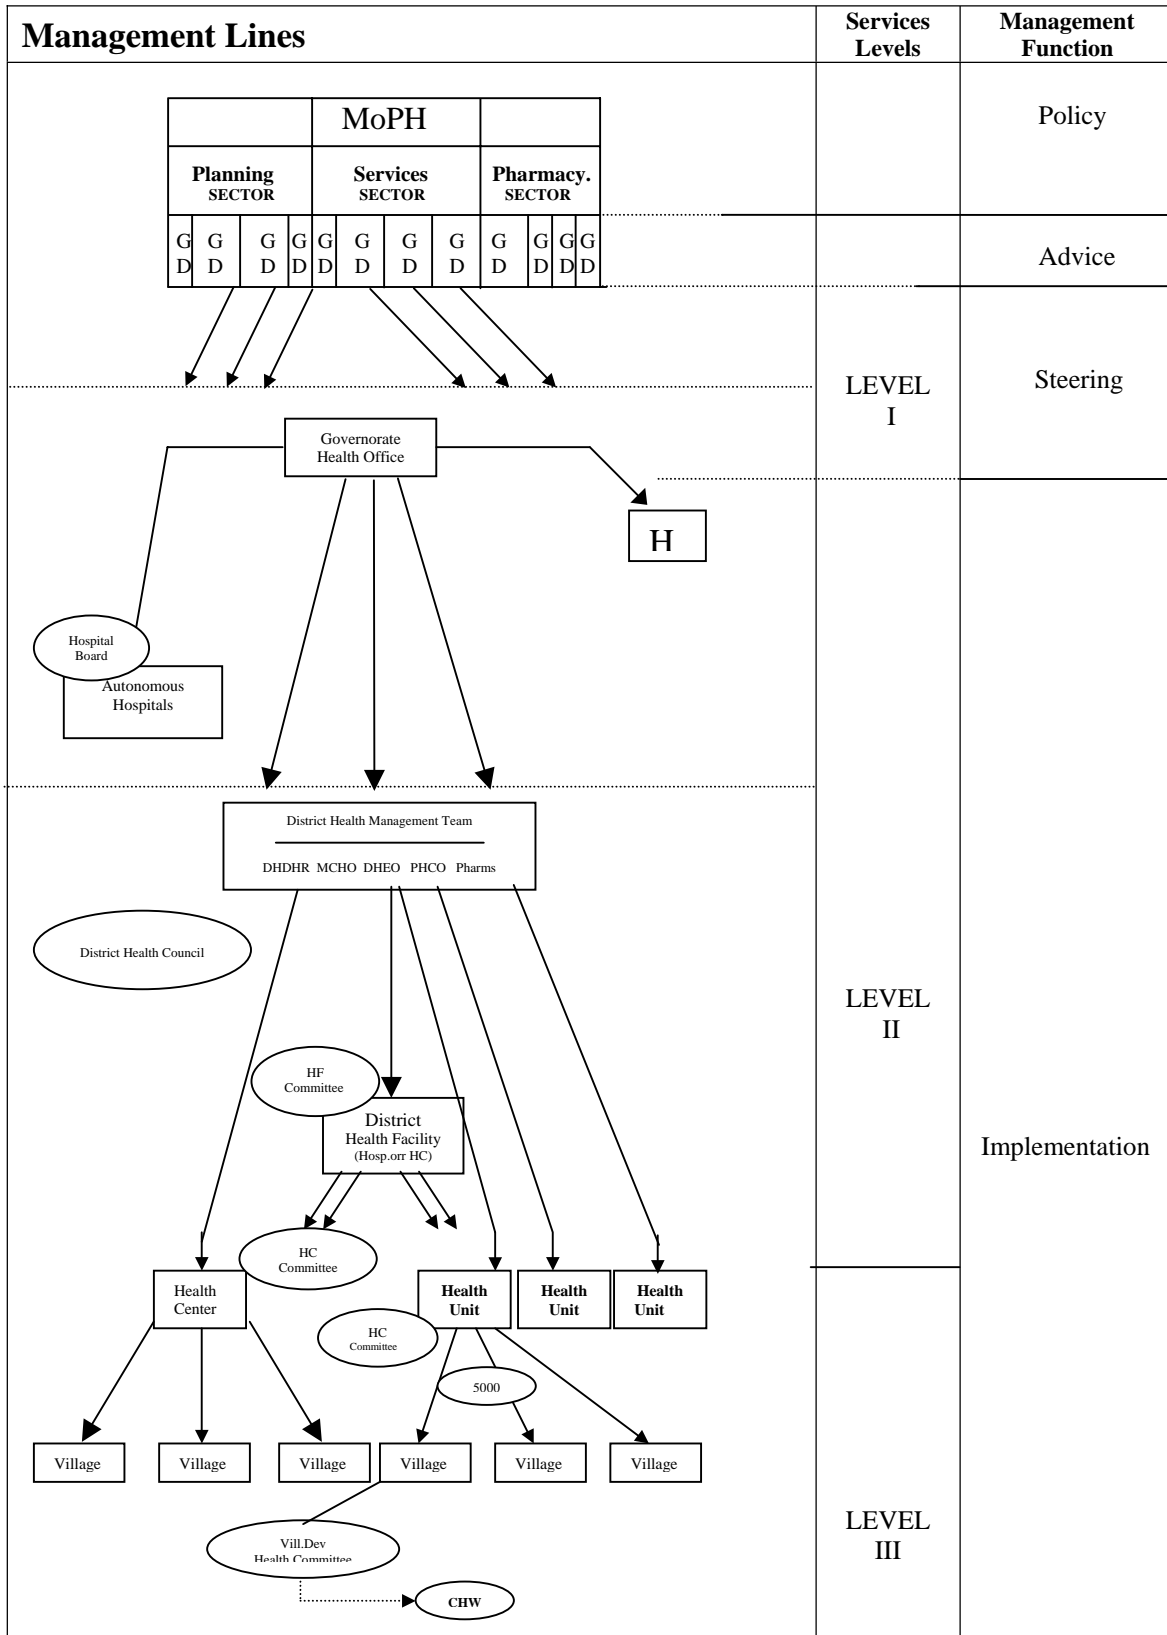 Management Lines
Services
Levels
Management
Function
MoPH
Policy
Planning
SECTOR
Services
SECTOR
Pharmacy.
SECTOR
G G G G G G G G G G G G
D D D D D D D D D D D D
Advice
LEVEL
I
Steering
Governorate
Health Office
H
Hospital
Board
Autonomous
Hospitals
District Health Management Team
DHDHR MCHO DHEO PHCO Pharms
District Health Council
LEVEL
II
HF
Committee
District
Health Facility
(Hosp.orr HC)
Implementation
HC
Committee
Health
Center
Health
Unit
Health
Unit
Health
Unit
HC
Committee
5000
Village Village Village Village Village Village
Vill.Dev
Health Committee
LEVEL
III
CHW